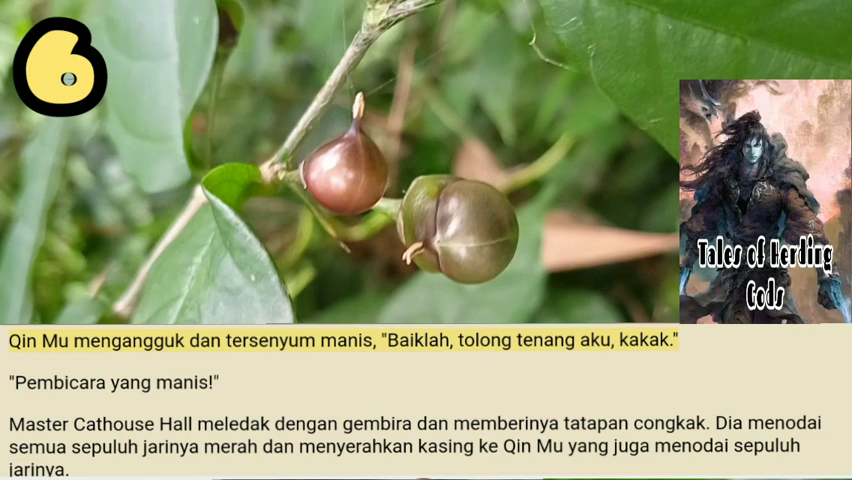 6
Tales of Herding
Gods
Qin Mu mengangguk dan tersenyum manis, "Baiklah, tolong tenang aku, kakak."
"Pembicara yang manis!"
Master Cathouse Hall meledak dengan gembira dan memberinya tatapan congkak. Dia menodai
semua sepuluh jarinya merah dan menyerahkan kasing ke Qin Mu yang juga menodai sepuluh
jarinya.